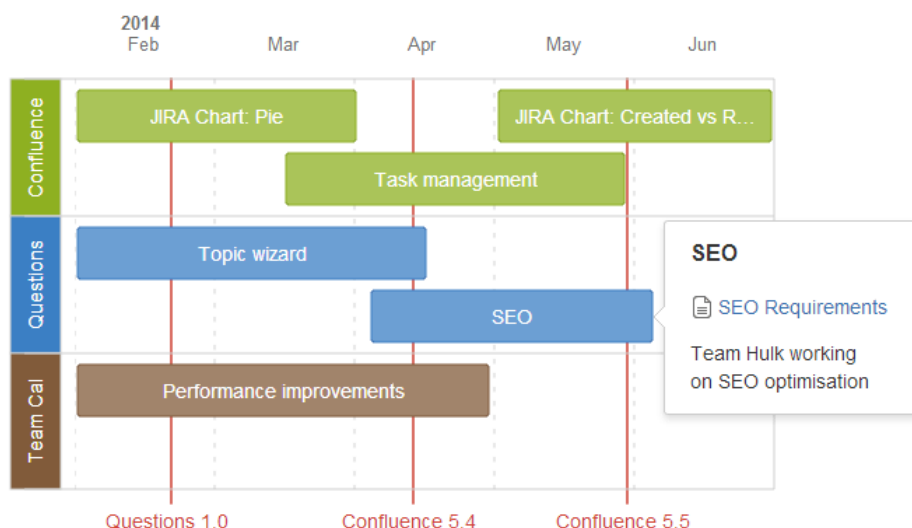 2014
Feb Mar Apr May Jun
Confluence
JIRA Chart: Pie
JIRA Chart: Created vs R...
Task management
Questions
Topic wizard
SEO
SEO
SEO Requirements
Team Hulk working
on SEO optimisation
Team Cal
Performance improvements
Questions 1.0
Confluence 5.4
Confluence 5.5